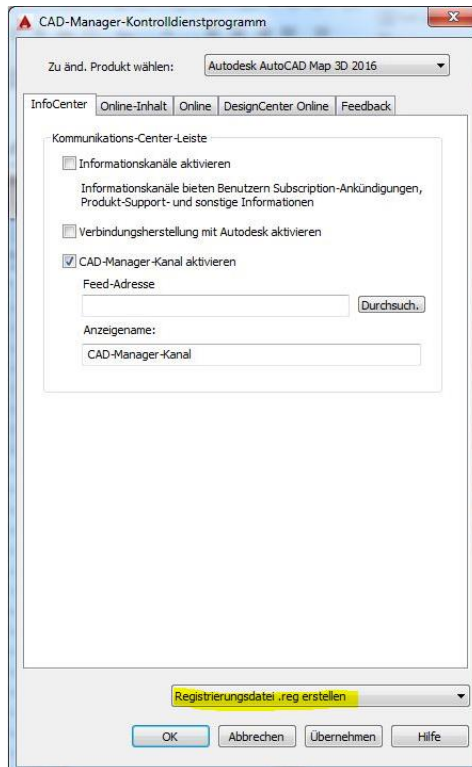 CAD-Manager-Kontrolldienstprogramm
Zu änd. Produkt wählen: Autodesk AutoCAD Map 3D 2016
InfoCenter Online-Inhalt Online DesignCenter Online Feedback
Kommunikations-Center-Leiste
Informationskanäle aktivieren
Informationskanäle bieten Benutzern Subscription-Ankündigungen,
Produkt-Support- und sonstige Informationen
Verbindungsherstellung mit Autodesk aktivieren
CAD-Manager-Kanal aktivieren
Feed-Adresse
Durchsuch.
Anzeigename:
CAD-Manager-Kanal
Registrierungsdatei .reg erstellen
OK Abbrechen Übernehmen Hilfe